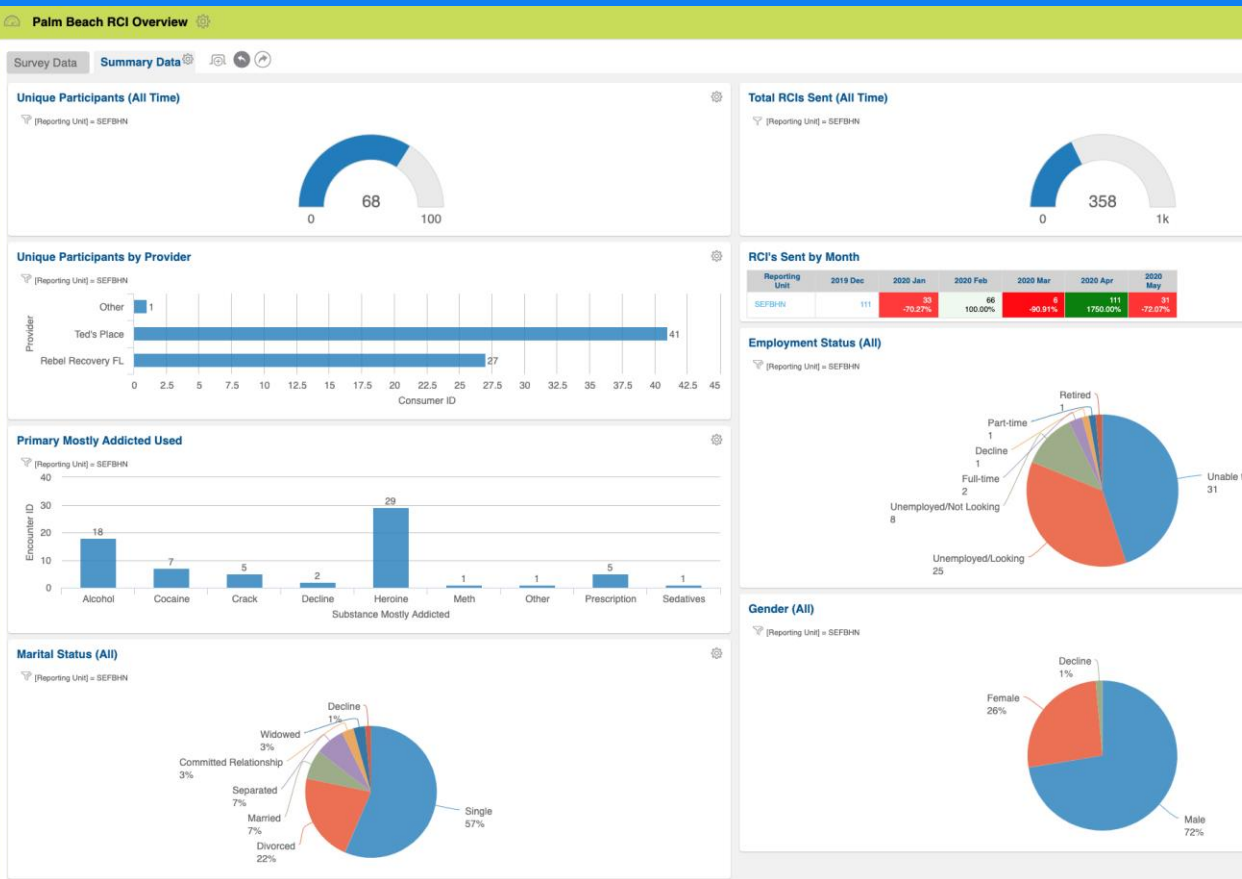 Palm Beach RCI Overview
Survey Data
Summary Data
Unique Participants (All Time)
[Reporting Unit] = SEFBHN
68
0
100
Total RCIs Sent (All Time)
[Reporting Unit] = SEFBHN
358
0
1k
Unique Participants by Provider
[Reporting Unit] = SEFBHN
Provider
Other
1
Ted's Place
41
Rebel Recovery FL
27
0 2.5 5 7.5 10 12.5 15 17.5 20 22.5 25 27.5 30 32.5 35 37.5 40 42.5 45
Consumer ID
RCI's Sent by Month
Reporting Unit 2019 Dec 2020 Jan 2020 Feb 2020 Mar 2020 Apr 2020 May
SEFBHN 111 33 66 6 111 31
-70.27% 100.00% -90.91% 1750.00% -72.07%
Employment Status (All)
[Reporting Unit] = SEFBHN
Retired
1
Part-time
1
Decline
1
Full-time
2
Unemployed/Not Looking
8
Unemployed/Looking
25
Unable
31
Primary Mostly Addicted Used
[Reporting Unit] = SEFBHN
Encounter ID
40
30
20
10
0
18 7 5 2 29 1 1 5 1
Alcohol Cocaine Crack Decline Heroine Meth Other Prescription Sedatives
Substance Mostly Addicted
Gender (All)
[Reporting Unit] = SEFBHN
Decline
1%
Female
26%
Male
72%
Marital Status (All)
[Reporting Unit] = SEFBHN
Decline
1%
Widowed
3%
Committed Relationship
3%
Separated
7%
Married
7%
Divorced
22%
Single
57%